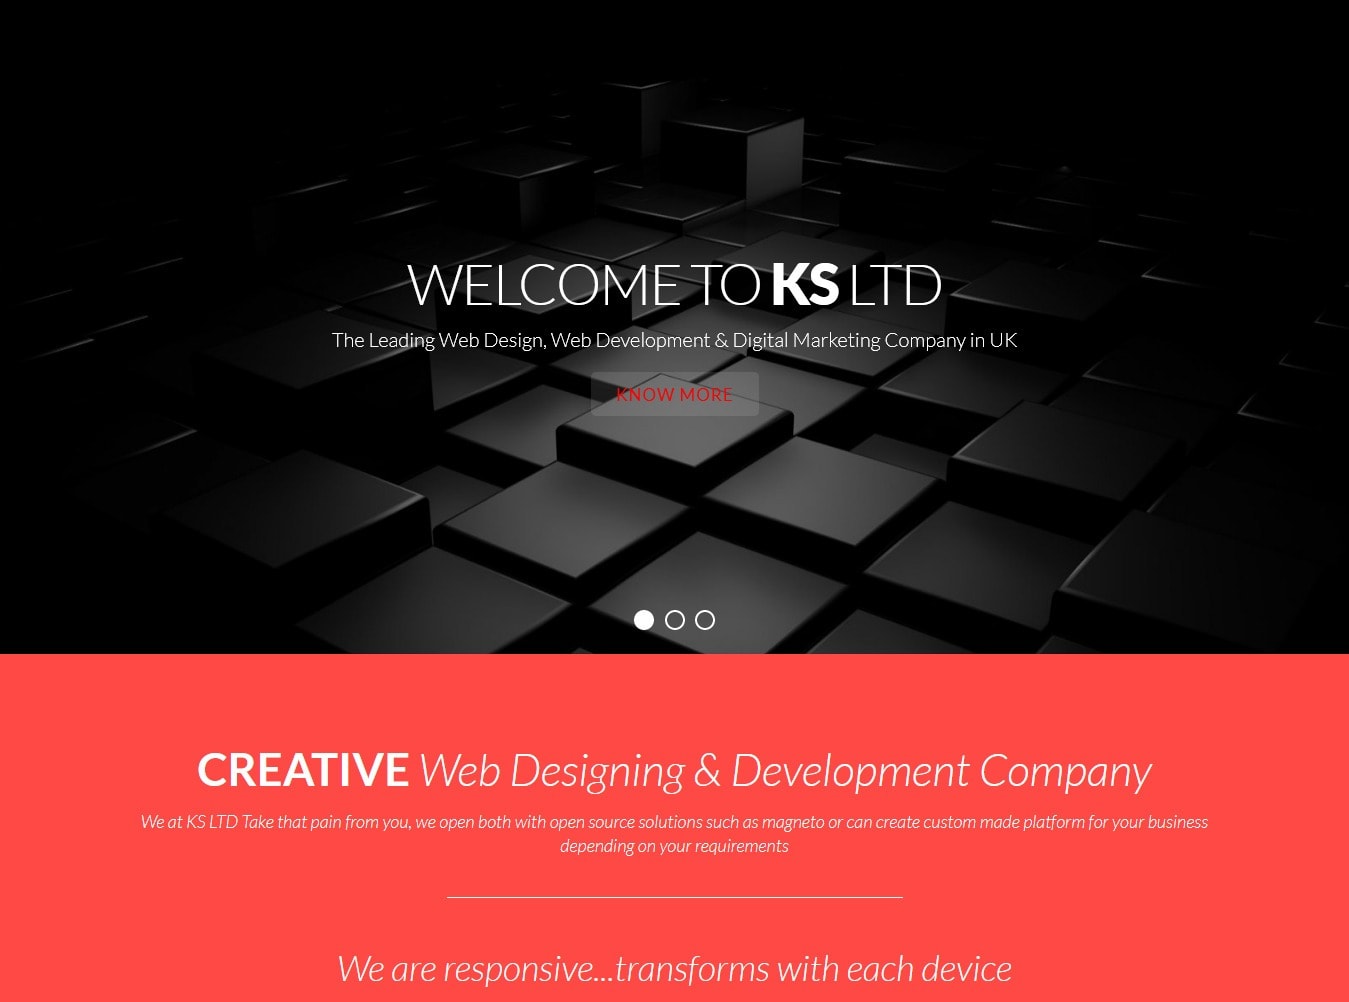 WELCOME TO KS LTD
The Leading Web Design, Web Development & Digital Marketing Company in UK
KNOW MORE
CREATIVE Web Designing & Development Company
We at KS LTD Take that pain from you, we open both with open source solutions such as magneto or can create custom made platform for your business
depending on your requirements
We are responsive...transforms with each device